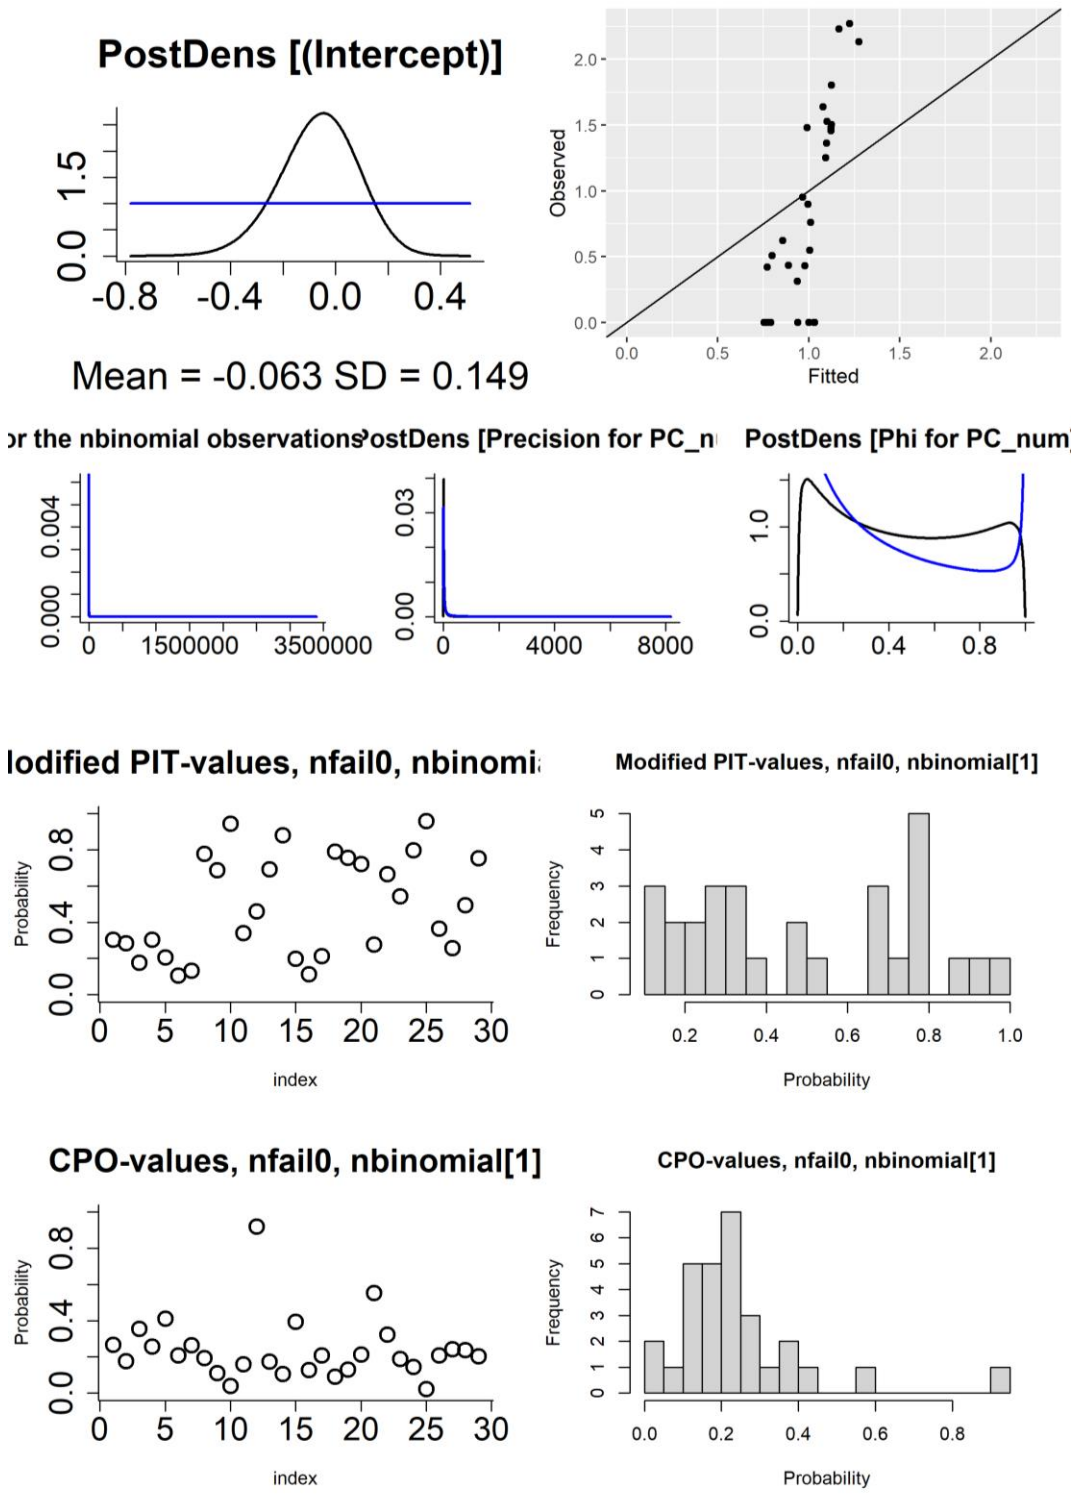 PostDens [(Intercept)]
0.0 1.5
-0.8 -0.4 0.0 0.4
Mean = -0.063 SD = 0.149
Observed
2.0
1.5
1.0
0.5
0.0
0.0 0.5 1.0 1.5 2.0
Fitted
or the nbinomial observations
0.000 0.004
0 1500000 3500000
PostDens [Precision for PC_n
0.00 0.03
0 4000 8000
PostDens [Phi for PC_num]
0.0 1.0
0.0 0.4 0.8
Modified PIT-values, nfail0, nbinomi
Probability
0.0 0.4 0.8
0 5 10 15 20 25 30
index
Modified PIT-values, nfail0, nbinomial[1]
Frequency
0 1 2 3 4 5
0.2 0.4 0.6 0.8 1.0
Probability
CPO-values, nfail0, nbinomial[1]
Probability
0.0 0.4 0.8
0 5 10 15 20 25 30
index
CPO-values, nfail0, nbinomial[1]
Frequency
0 1 2 3 4 5 6 7
0.0 0.2 0.4 0.6 0.8
Probability